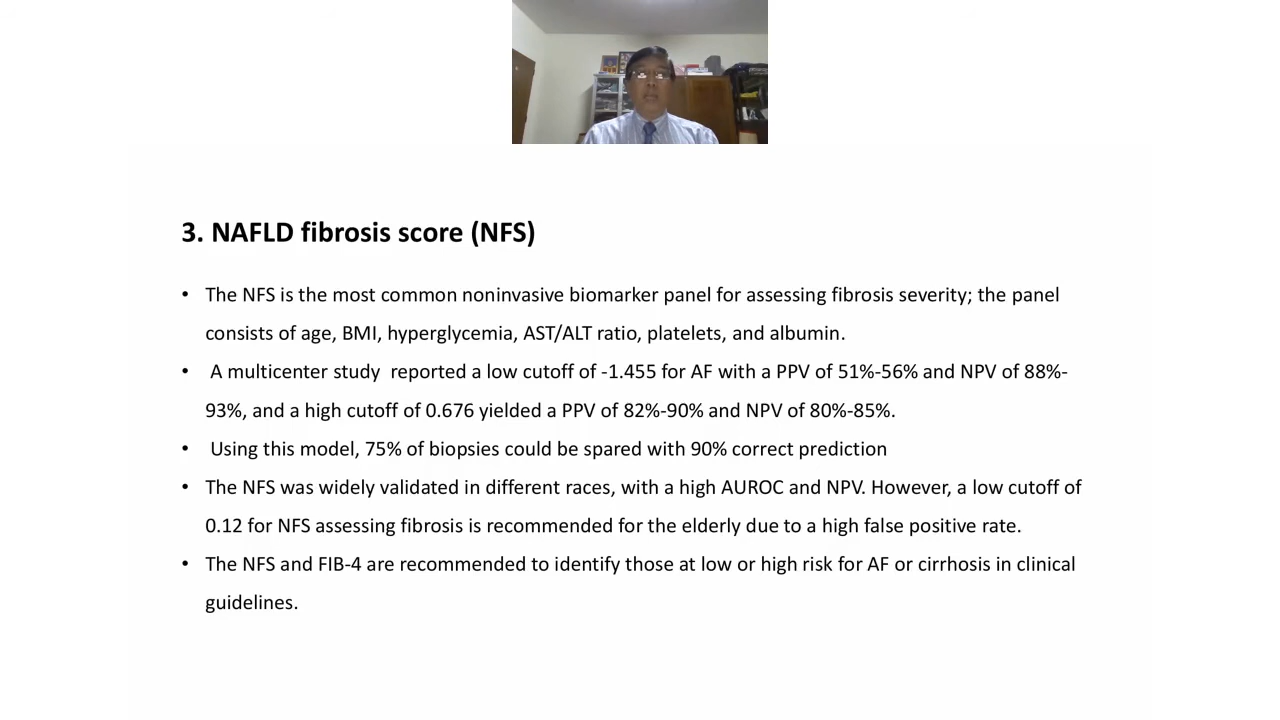 3. NAFLD fibrosis score (NFS)
• The NFS is the most common noninvasive biomarker panel for assessing fibrosis severity; the panel
consists of age, BMI, hyperglycemia, AST/ALT ratio, platelets, and albumin.
• A multicenter study  reported a low cutoff of -1.455 for AF with a PPV of 51%-56% and NPV of 88%-
93%, and a high cutoff of 0.676 yielded a PPV of 82%-90% and NPV of 80%-85%.
• Using this model, 75% of biopsies could be spared with 90% correct prediction
• The NFS was widely validated in different races, with a high AUROC and NPV. However, a low cutoff of
0.12 for NFS assessing fibrosis is recommended for the elderly due to a high false positive rate.
• The NFS and FIB-4 are recommended to identify those at low or high risk for AF or cirrhosis in clinical
guidelines.